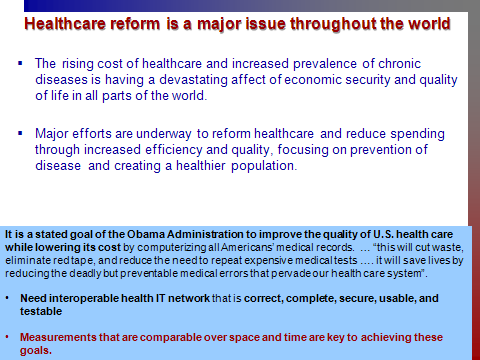 Healthcare reform is a major issue throughout the world
▪ The rising cost of healthcare and increased prevalence of chronic
diseases is having a devastating affect of economic security and quality
of life in all parts of the world.
▪ Major efforts are underway to reform healthcare and reduce spending
through increased efficiency and quality, focusing on prevention of
disease and creating a healthier population.
It is a stated goal of the Obama Administration to improve the quality of U.S. health care
while lowering its cost by computerizing all Americans' medical records. … “this will cut waste,
eliminate red tape, and reduce the need to repeat expensive medical tests …. it will save lives by
reducing the deadly but preventable medical errors that pervade our health care system”.
• Need interoperable health IT network that is correct, complete, secure, usable, and
testable
• Measurements that are comparable over space and time are key to achieving these
goals.